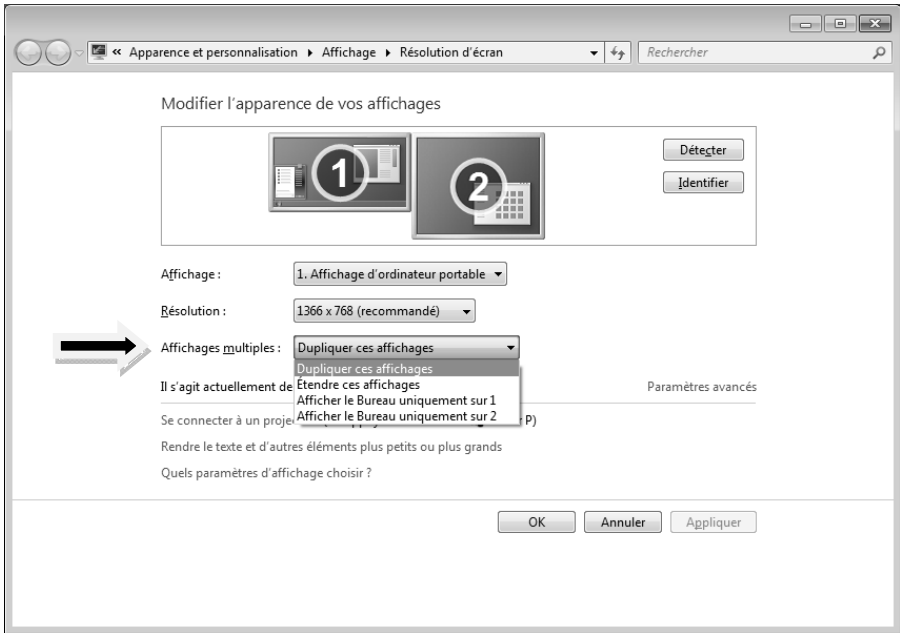 « Apparence et personnalisation ▸ Affichage ▸ Résolution d'écran
Rechercher
Modifier l'apparence de vos affichages
1
2
Détecter
Identifier
Affichage :
1. Affichage d'ordinateur portable
Résolution :
1366 x 768 (recommandé)
Affichages multiples :
Dupliquer ces affichages
Dupliquer ces affichages
Étendre ces affichages
Afficher le Bureau uniquement sur 1
Afficher le Bureau uniquement sur 2
Il s'agit actuellement de
Paramètres avancés
Se connecter à un proje P)
Rendre le texte et d'autres éléments plus petits ou plus grands
Quels paramètres d'affichage choisir ?
OK
Annuler
Appliquer